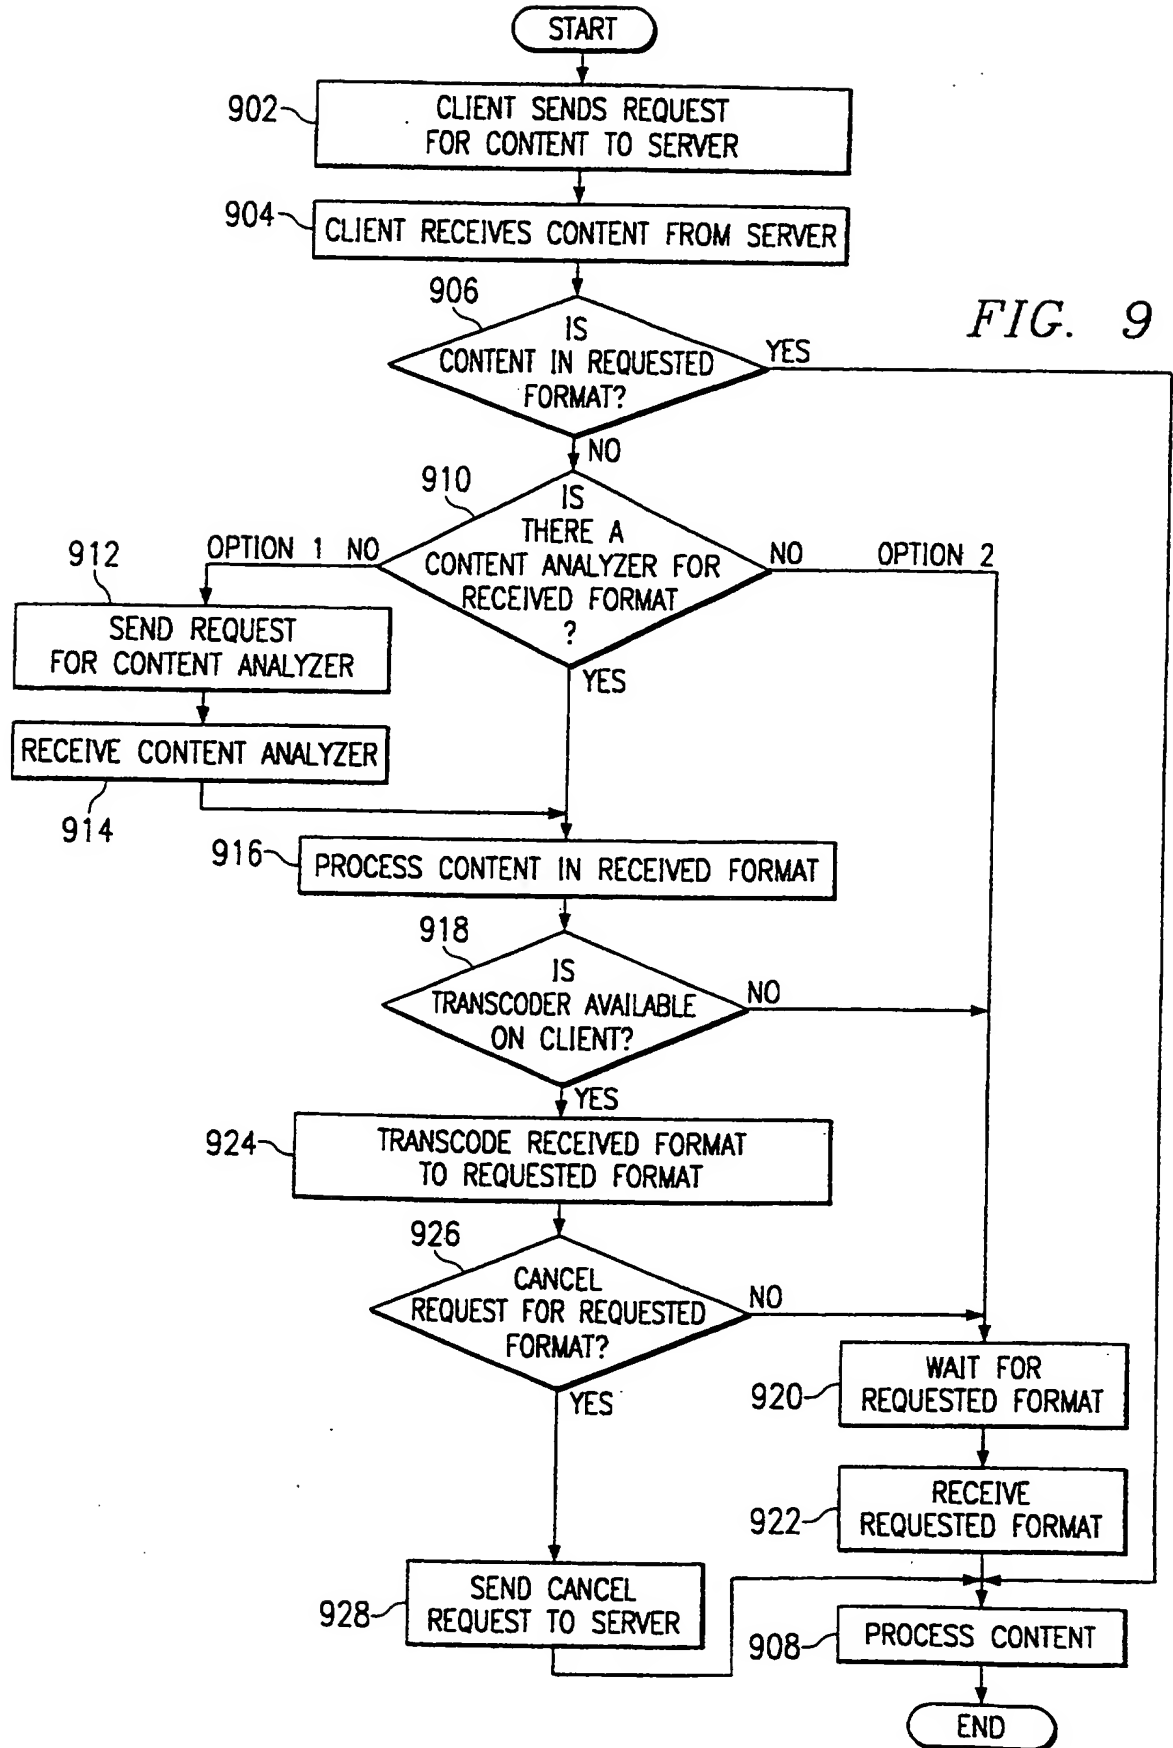 START
902
CLIENT SENDS REQUEST
FOR CONTENT TO SERVER
904
CLIENT RECEIVES CONTENT FROM SERVER
906
IS
CONTENT IN REQUESTED
FORMAT?
YES
FIG. 9
NO
910
IS
THERE A
CONTENT ANALYZER FOR
RECEIVED FORMAT
?
OPTION 1 NO
NO OPTION 2
YES
912
SEND REQUEST
FOR CONTENT ANALYZER
RECEIVE CONTENT ANALYZER
914
916
PROCESS CONTENT IN RECEIVED FORMAT
918
IS
TRANSCODER AVAILABLE
ON CLIENT?
NO
YES
924
TRANSCODE RECEIVED FORMAT
TO REQUESTED FORMAT
926
CANCEL
REQUEST FOR REQUESTED
FORMAT?
NO
YES
920
WAIT FOR
REQUESTED FORMAT
922
RECEIVE
REQUESTED FORMAT
928
SEND CANCEL
REQUEST TO SERVER
908
PROCESS CONTENT
END